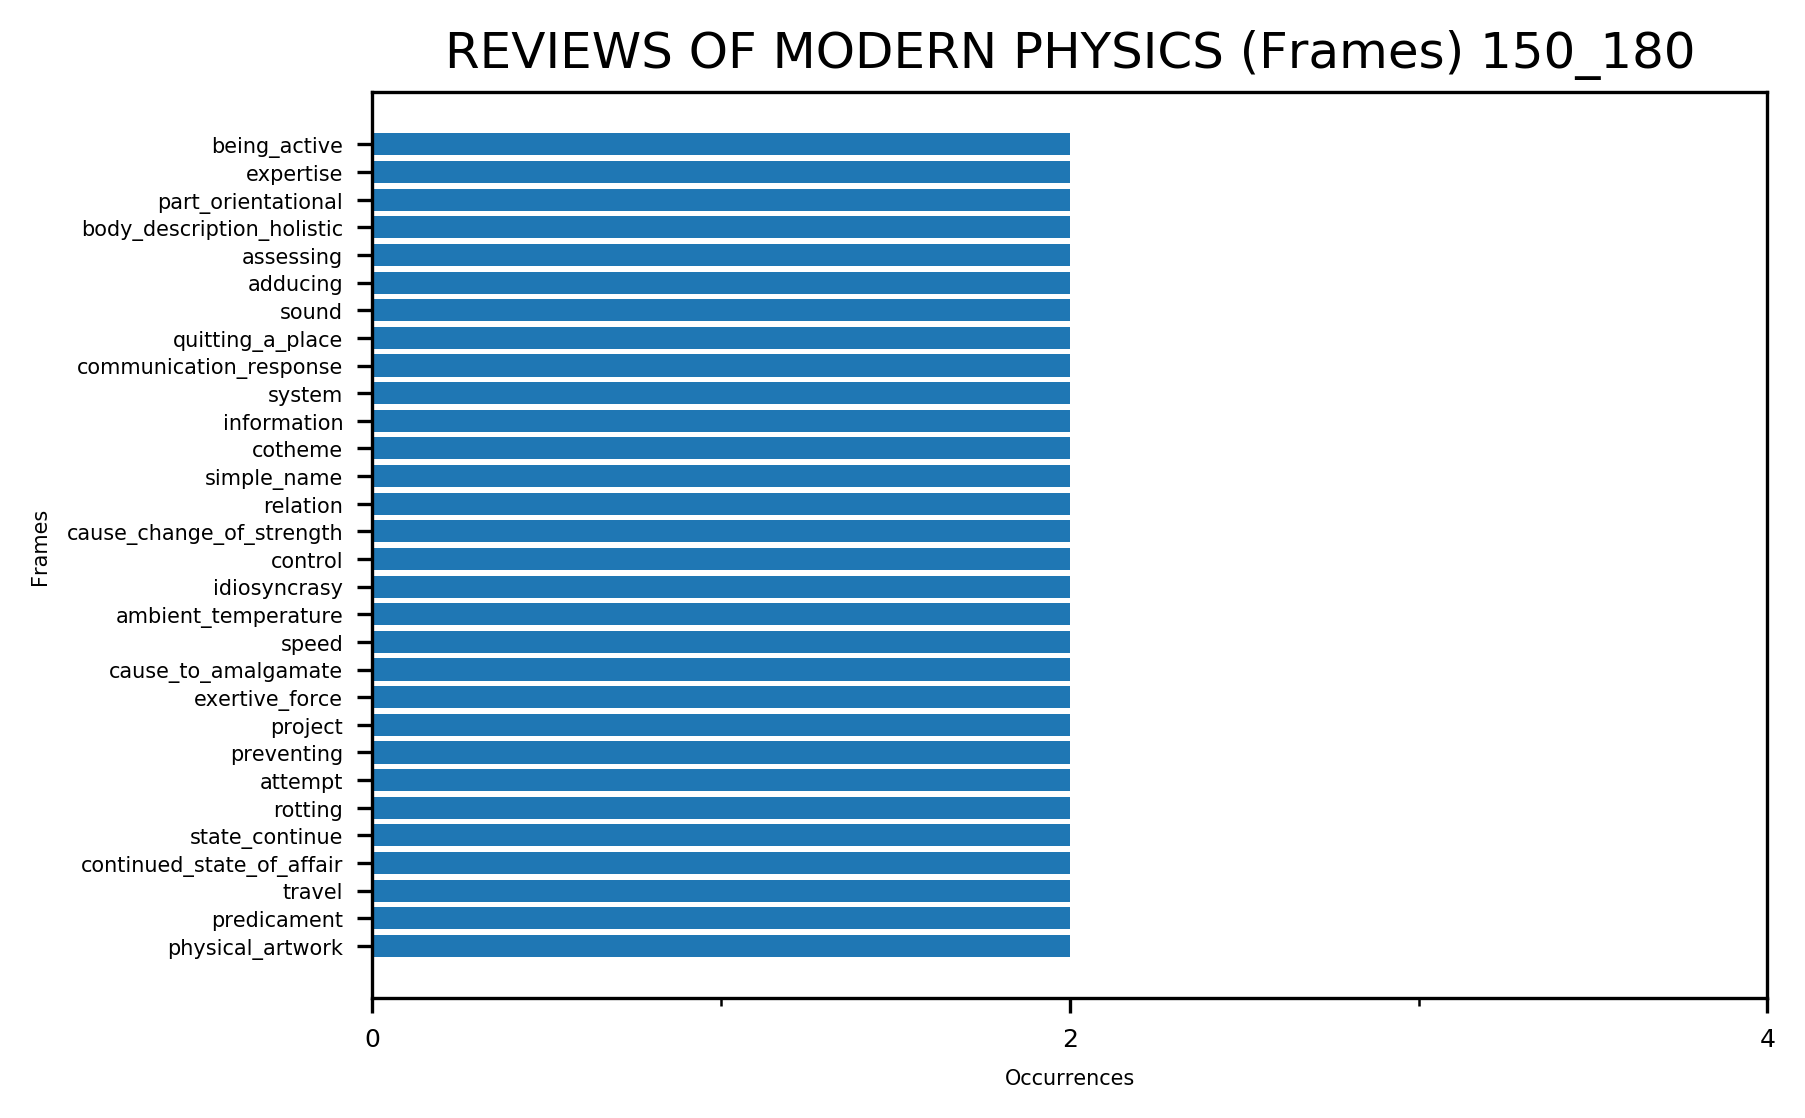 REVIEWS OF MODERN PHYSICS (Frames) 150_180
being_active
expertise
part_orientational
body_description_holistic
assessing
adducing
sound
quitting_a_place
communication_response
system
information
cotheme
simple_name
relation
cause_change_of_strength
control
idiosyncrasy
ambient_temperature
speed
cause_to_amalgamate
exertive_force
project
preventing
attempt
rotting
state_continue
continued_state_of_affair
travel
predicament
physical_artwork
Frames
0 2 4
Occurrences